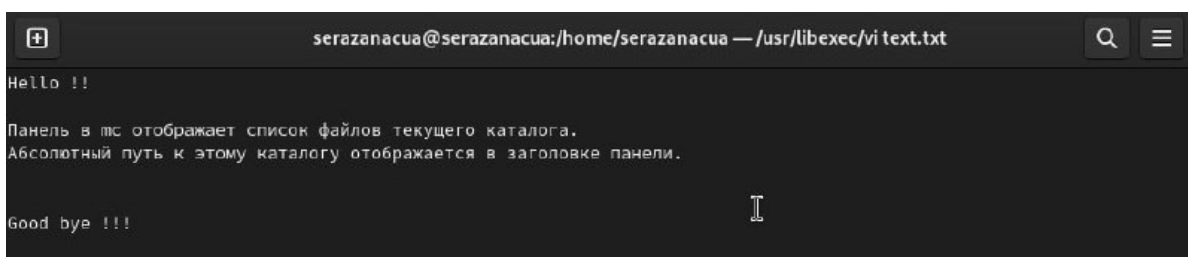 serazanacua@serazanacua:/home/serazanacua — /usr/libexec/vi text.txt
Hello !!
Панель в mc отображает список файлов текущего каталога.
Абсолютный путь к этому каталогу отображается в заголовке панели.
Good bye !!!